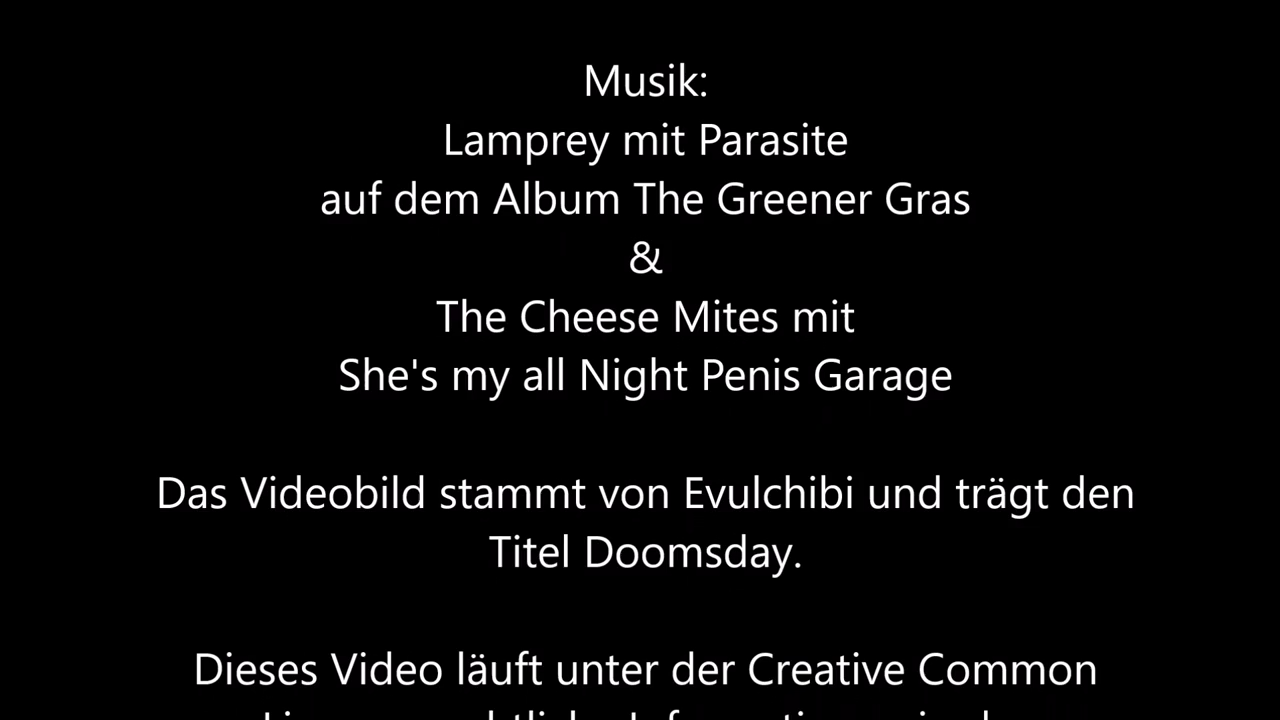 Musik:
Lamprey mit Parasite
auf dem Album The Greener Gras
&
The Cheese Mites mit
She's my all Night Penis Garage
Das Videobild stammt von Evulchibi und trägt den
Titel Doomsday.
Dieses Video läuft unter der Creative Common